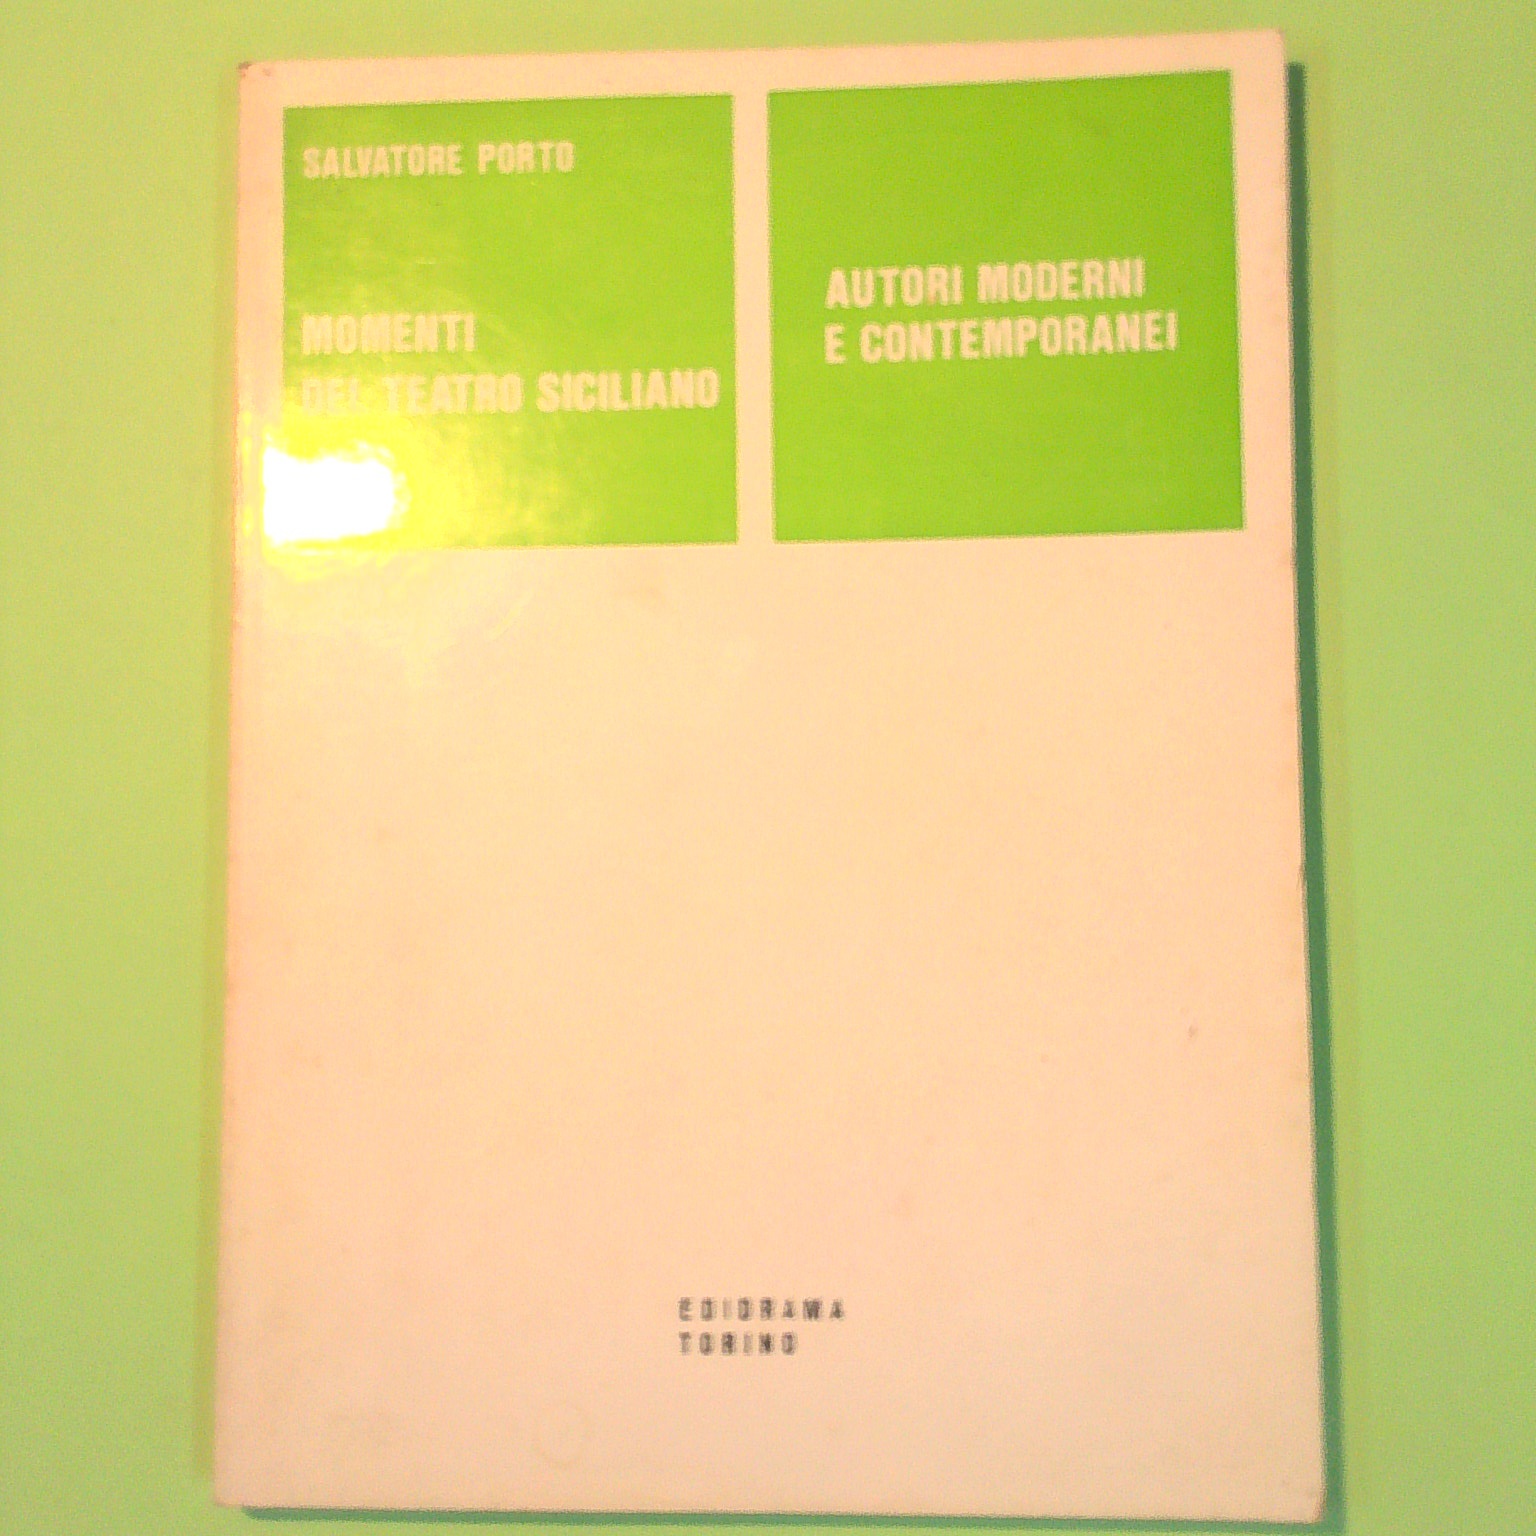 SALVATORE PORTO
MOMENTI
DEL TEATRO SICILIANO
AUTORI MODERNI
E CONTEMPORANEI
EDIDRAMA
TORINO